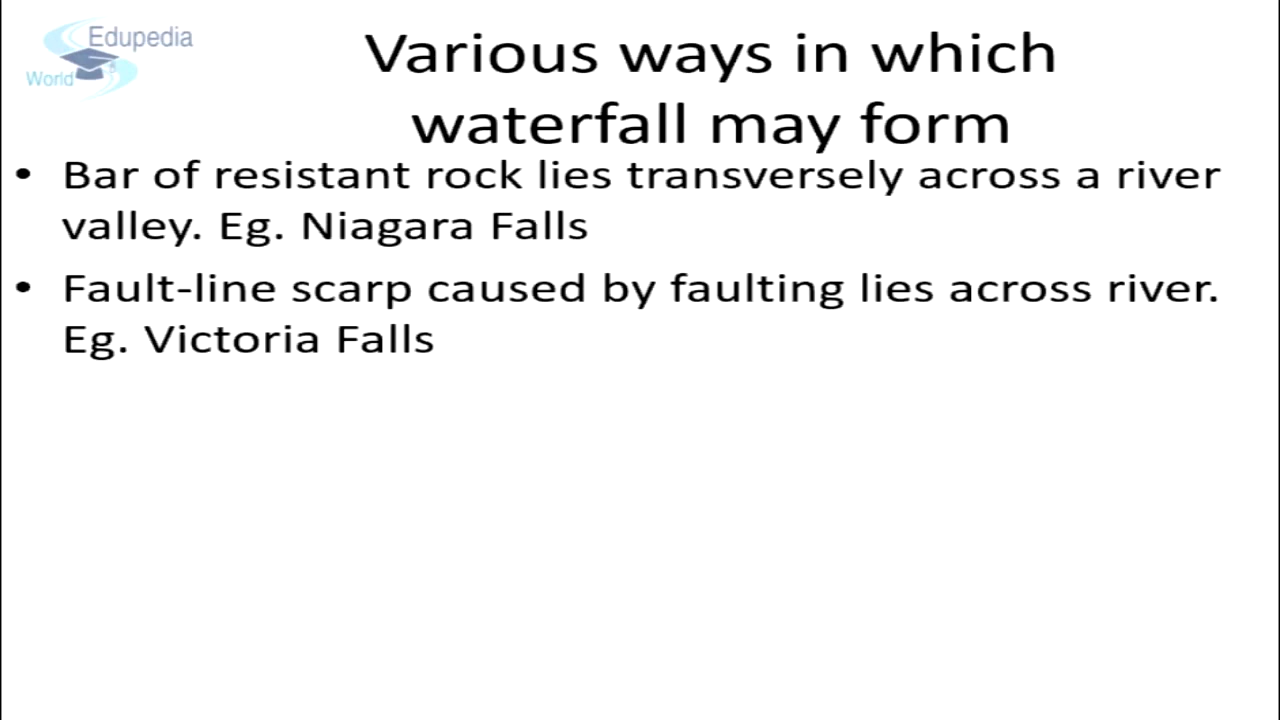 Edupedia
World
Various ways in which
waterfall may form
• Bar of resistant rock lies transversely across a river
valley. Eg. Niagara Falls
• Fault-line scarp caused by faulting lies across river.
Eg. Victoria Falls